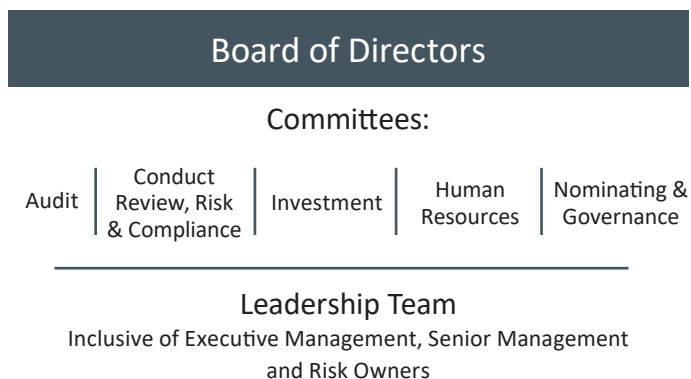 Board of Directors
Committees:
Audit
Conduct
Review, Risk
& Compliance
Investment
Human
Resources
Nominating &
Governance
Leadership Team
Inclusive of Executive Management, Senior Management
and Risk Owners